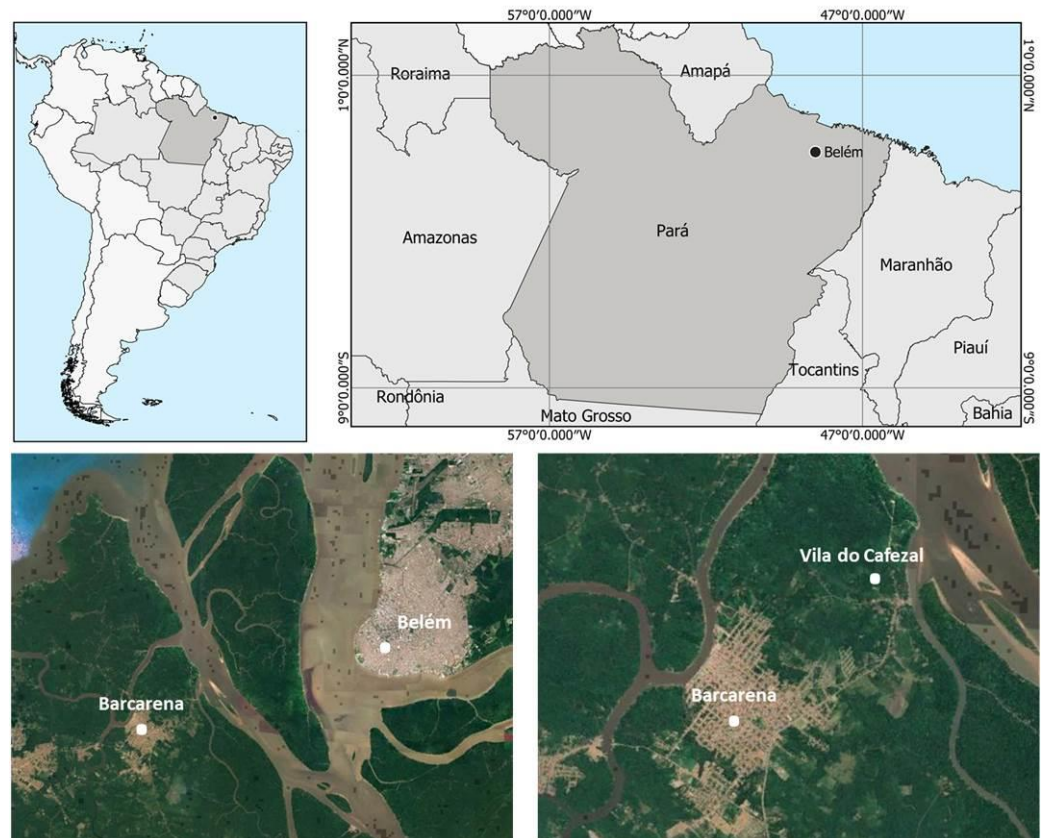 57°0'0.000"W
47°0'0.000"W
1°0'0.000"N
1°0'0.000"N
Roraima
Amapá
Belém
Amazonas
Pará
Maranhão
Piauí
Tocantins
9°0'0.000"S
9°0'0.000"S
Rondônia
Mato Grosso
Bahia
57°0'0.000"W
47°0'0.000"W
Belém
Barcarena
Vila do Cafezal
Barcarena